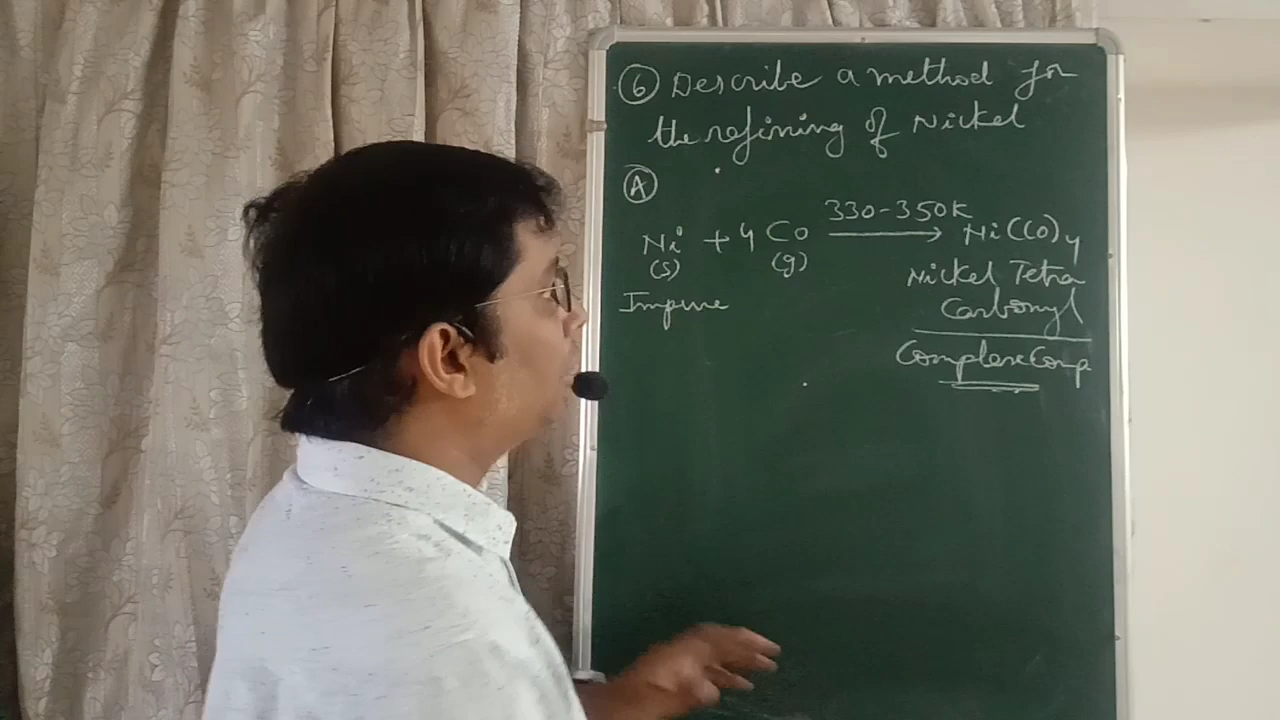 6 Describe a method for
the refining of Nickel
A
330-350K
Ni + 4 Co → Ni(CO)4
(s) (g)
Nickel Tetra
Impure
Carbonyl
Complex Comp